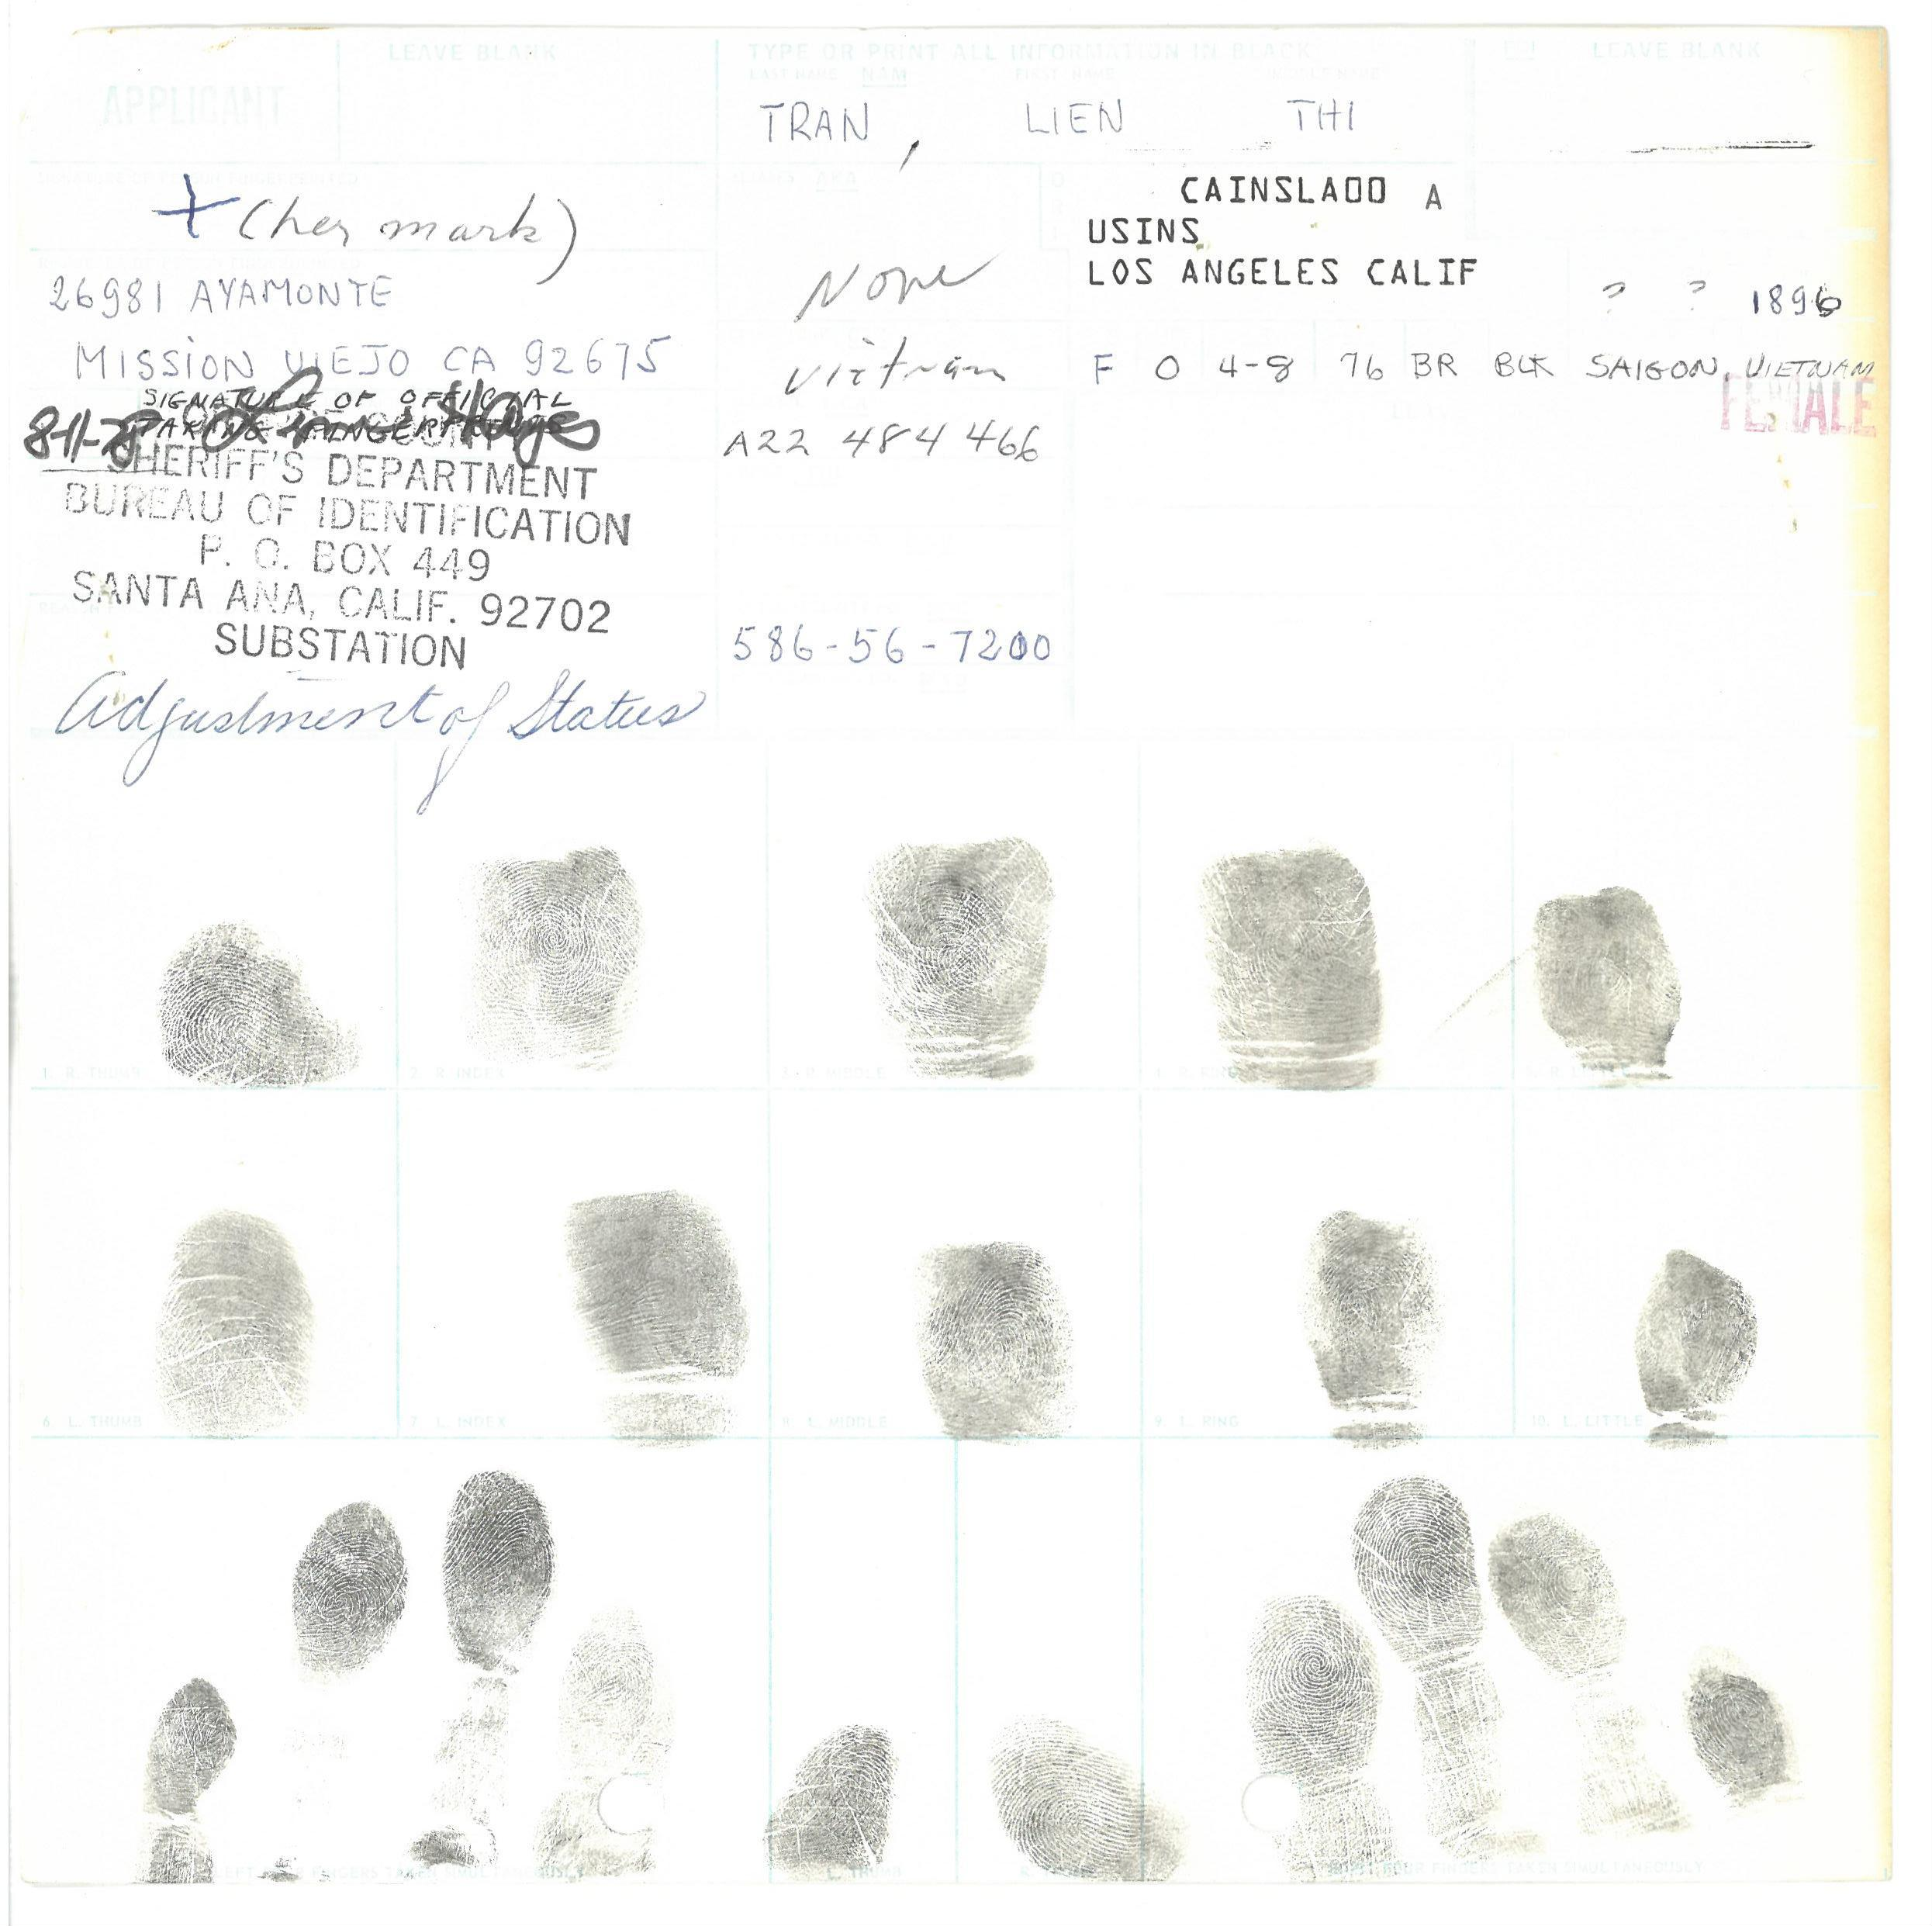 LEAVE BLANK
TYPE OR PRINT ALL INFORMATION IN BLACK
LEAVE BLANK
LAST NAME NAM FIRST NAME MIDDLE NAME
APPLICANT
TRAN, LIEN THI
SIGNATURE OF PERSON FINGERPRINTED
ALIASES AKA
+ (her mark)
CAINSLA00 A
USINS
LOS ANGELES CALIF
26981 AYAMONTE
None
? ? 1896
MISSION VIEJO CA 92675
Vietnam
F O 4-8 76 BR BLK SAIGON, VIETNAM
FEMALE
SIGNATURE OF OFFICIAL
TAKING FINGERPRINTS
8-11-
A22 484 466
SHERIFF'S DEPARTMENT
BUREAU OF IDENTIFICATION
P. O. BOX 449
SANTA ANA, CALIF. 92702
SUBSTATION
586-56-7200
Adjustment of Status
1. R. THUMB
2. R. INDEX
3. R. MIDDLE
4. R. RING
5. R. LITTLE
6. L. THUMB
7. L. INDEX
8. L. MIDDLE
9. L. RING
10. L. LITTLE
LEFT FOUR FINGERS TAKEN SIMULTANEOUSLY
L. THUMB
R.
RIGHT FOUR FINGERS TAKEN SIMULTANEOUSLY